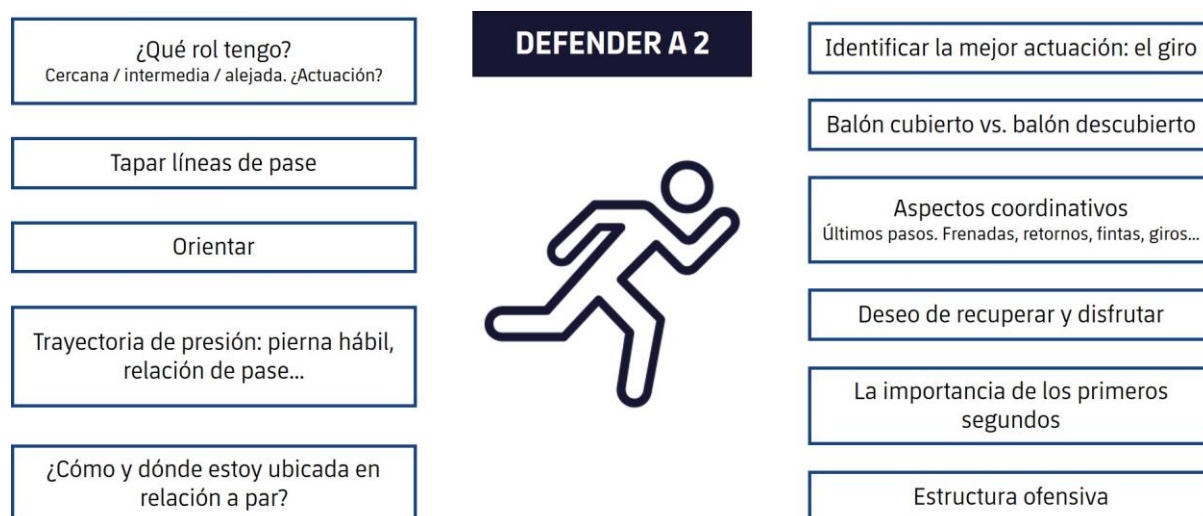 ¿Qué rol tengo?
Cercana / intermedia / alejada. ¿Actuación?
Tapar líneas de pase
Orientar
Trayectoria de presión: pierna hábil,
relación de pase...
¿Cómo y dónde estoy ubicada en
relación a par?
DEFENDER A 2
Identificar la mejor actuación: el giro
Balón cubierto vs. balón descubierto
Aspectos coordinativos
Últimos pasos. Frenadas, retornos, fintas, giros...
Deseo de recuperar y disfrutar
La importancia de los primeros
segundos
Estructura ofensiva